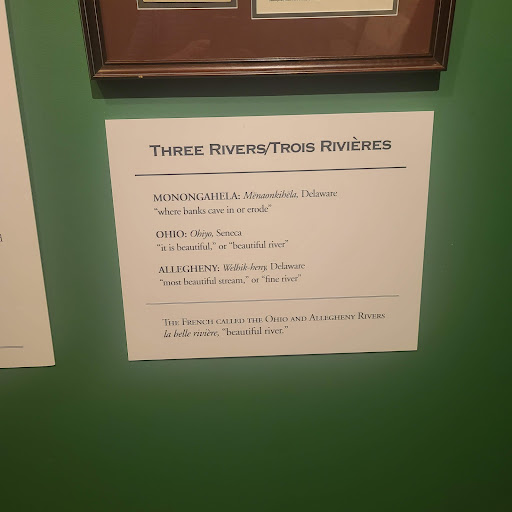 THREE RIVERS/TROIS RIVIÈRES
MONONGAHELA: Mënaonkihëla, Delaware
"where banks cave in or erode"
OHIO: Ohiyo, Seneca
"it is beautiful," or "beautiful river"
ALLEGHENY: Welhik-heny, Delaware
"most beautiful stream," or "fine river"
THE FRENCH CALLED THE OHIO AND ALLEGHENY RIVERS
la belle rivière, "beautiful river."